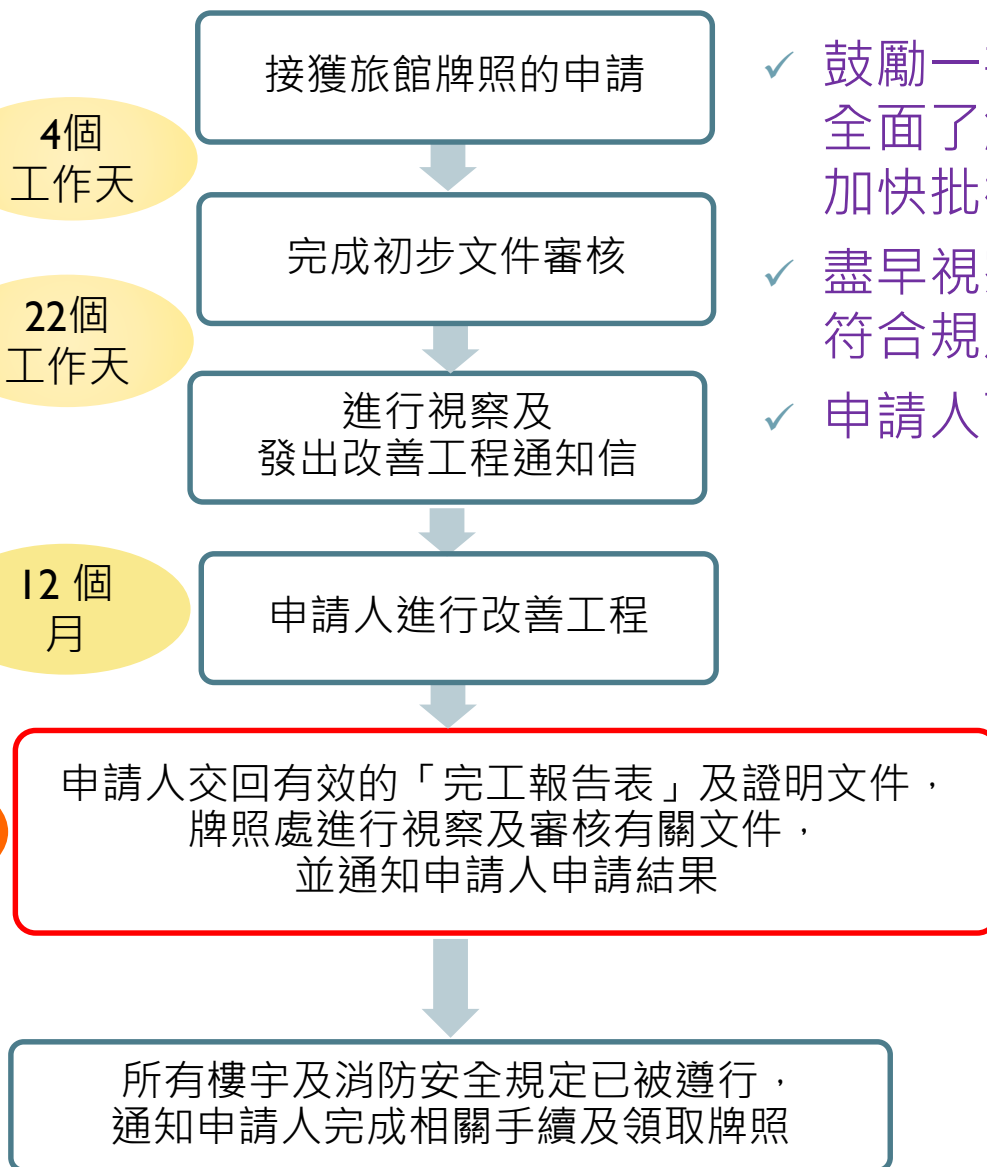 接獲旅館牌照的申請
4個
工作天
完成初步文件審核
22個
工作天
進行視察及
發出改善工程通知信
12 個
月
申請人進行改善工程
申請人交回有效的「完工報告表」及證明文件，
牌照處進行視察及審核有關文件，
並通知申請人申請結果
所有樓宇及消防安全規定已被遵行，
通知申請人完成相關手續及領取牌照
✓ 鼓勵一
全面了
加快批
✓ 盡早視
符合規
✓ 申請人